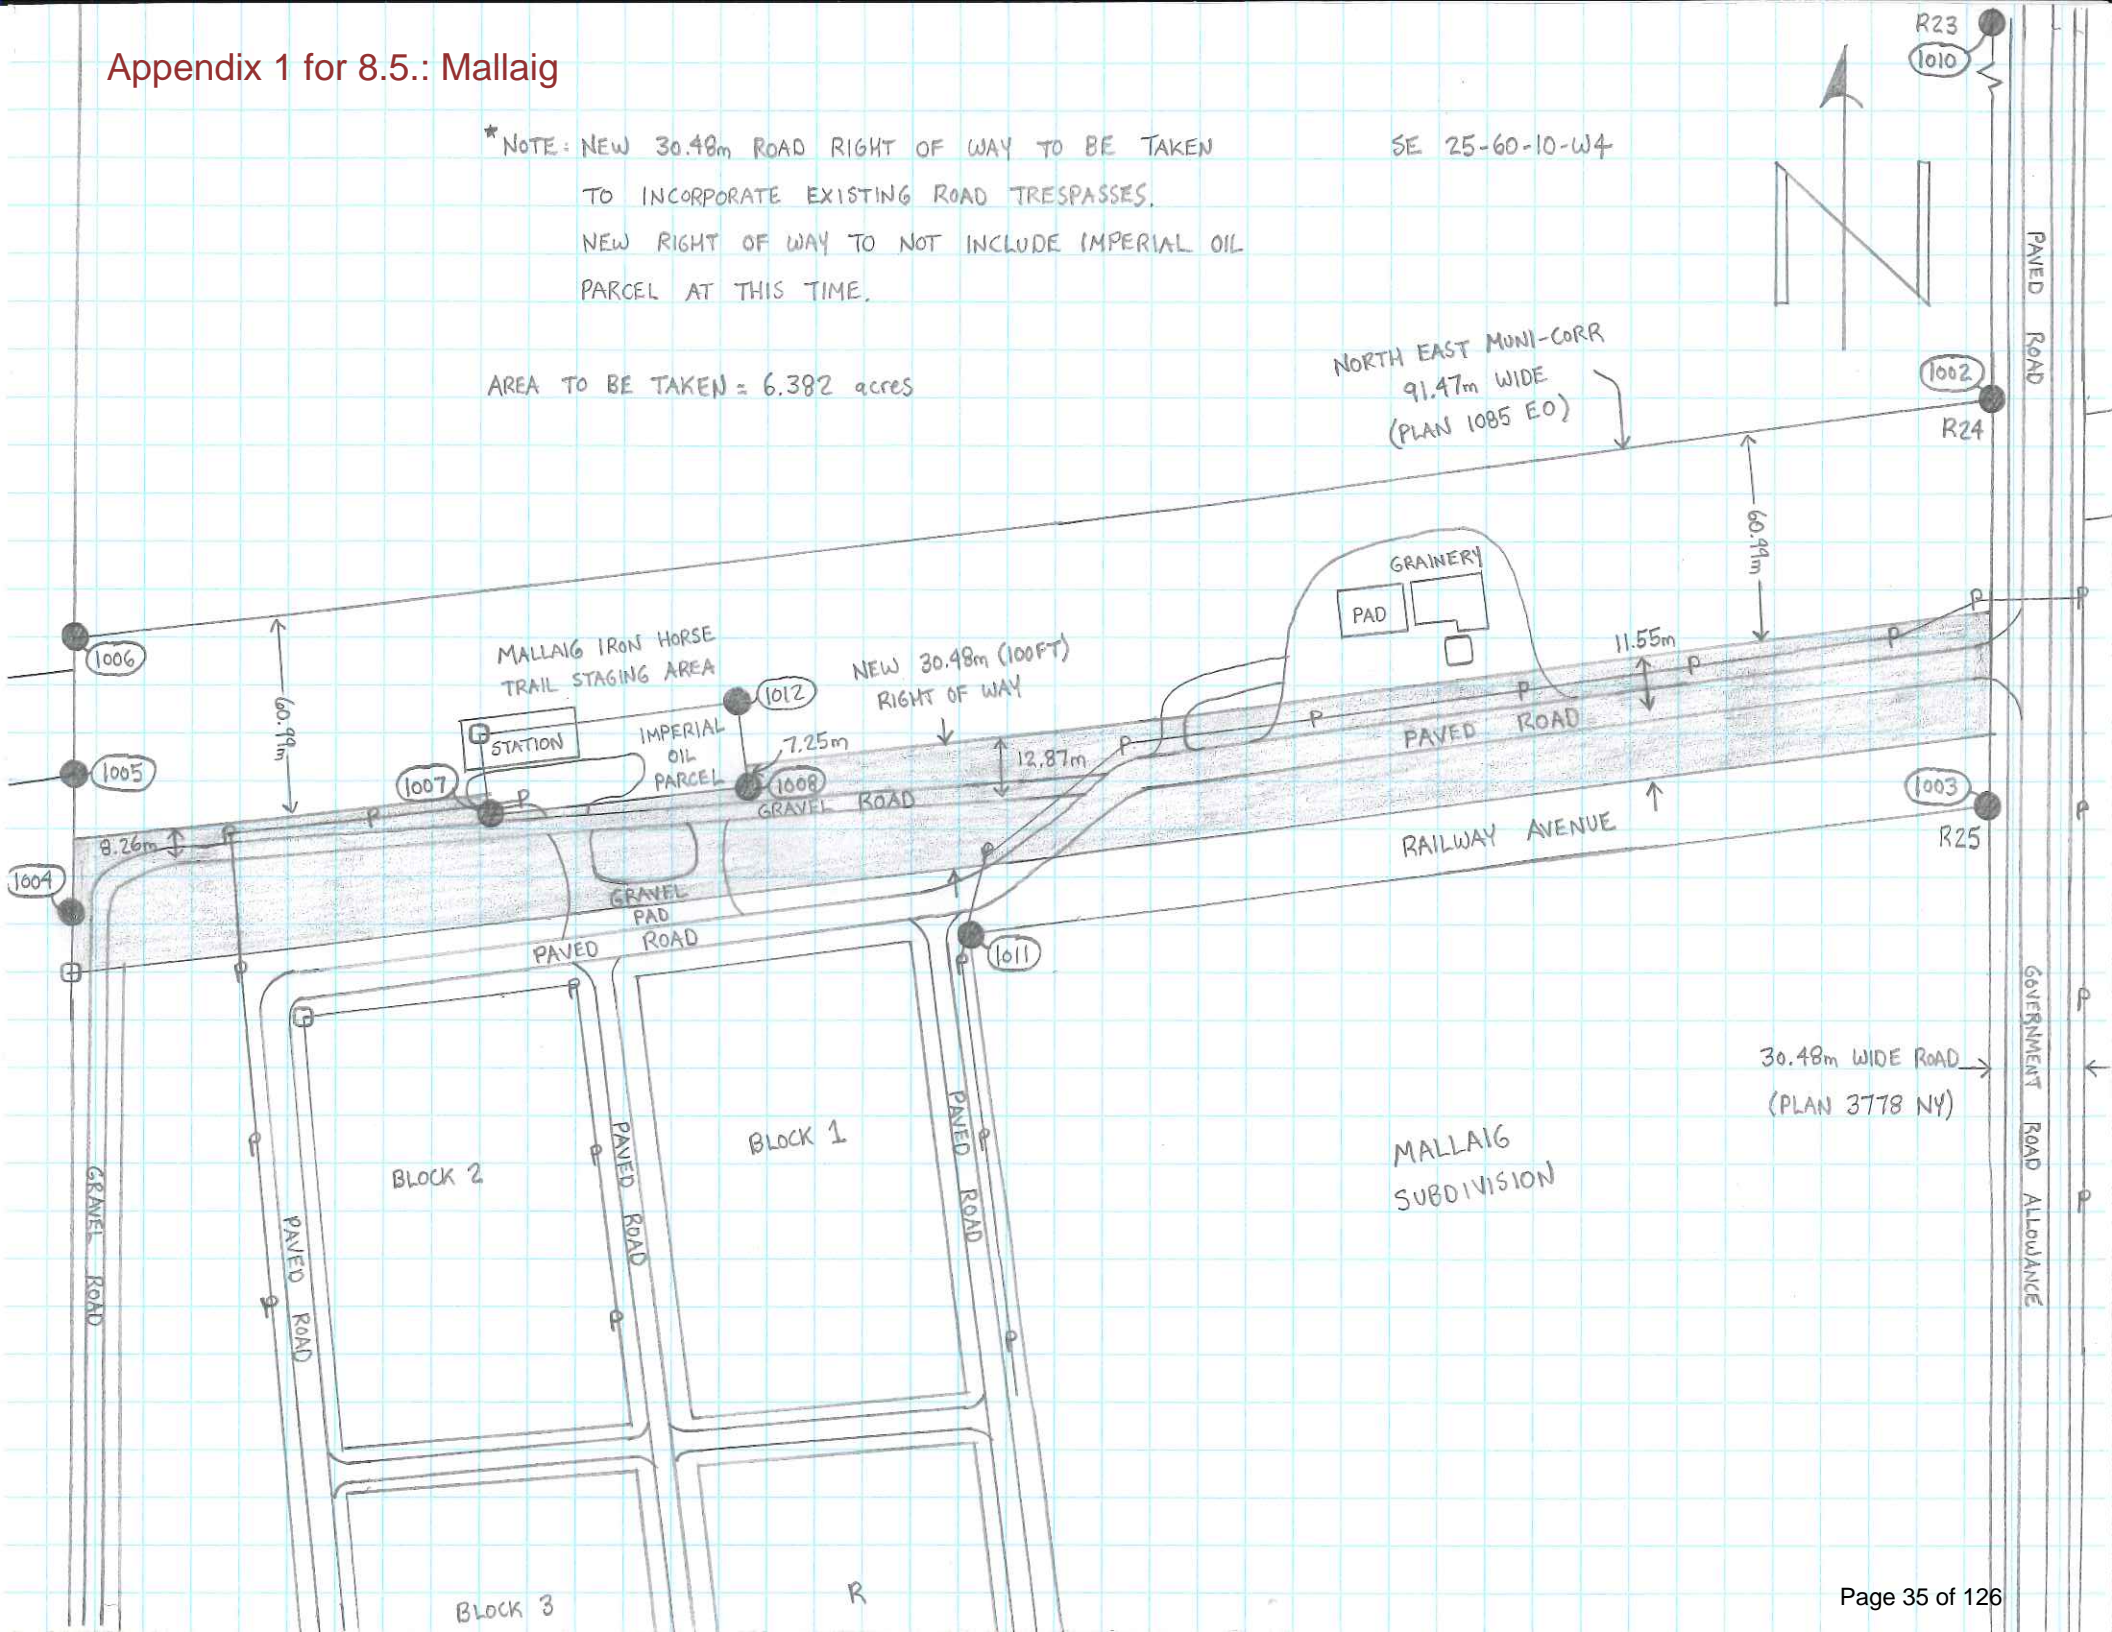 Appendix 1 for 8.5.: Mallaig
R23
1010
*NOTE: NEW 30.48m ROAD RIGHT OF WAY TO BE TAKEN
TO INCORPORATE EXISTING ROAD TRESPASSES.
NEW RIGHT OF WAY TO NOT INCLUDE IMPERIAL OIL
PARCEL AT THIS TIME.
SE 25-60-10-W4
N
PAVED ROAD
AREA TO BE TAKEN = 6.382 acres
NORTH EAST MUNI-CORR
91.47m WIDE
(PLAN 1085 EO)
1002
R24
60.99m
GRAINERY
PAD
11.55m
P
P
P
P
P
P
P
1006
60.99m
MALLAIG IRON HORSE
TRAIL STAGING AREA
1012
NEW 30.48m (100FT)
RIGHT OF WAY
STATION
IMPERIAL
OIL
PARCEL
7.25m
12.87m
PAVED ROAD
1005
1007
1008
P
P
P
GRAVEL ROAD
1003
R25
RAILWAY AVENUE
8.26m
1004
GRAVEL
PAD
PAVED ROAD
P
P
P
P
P
1011
P
P
GOVERNMENT ROAD ALLOWANCE
30.48m WIDE ROAD
(PLAN 3778 NY)
BLOCK 2
BLOCK 1
MALLAIG
SUBDIVISION
GRAVEL ROAD
PAVED ROAD
PAVED ROAD
PAVED ROAD
P
P
P
P
P
P
P
BLOCK 3
R
Page 35 of 126